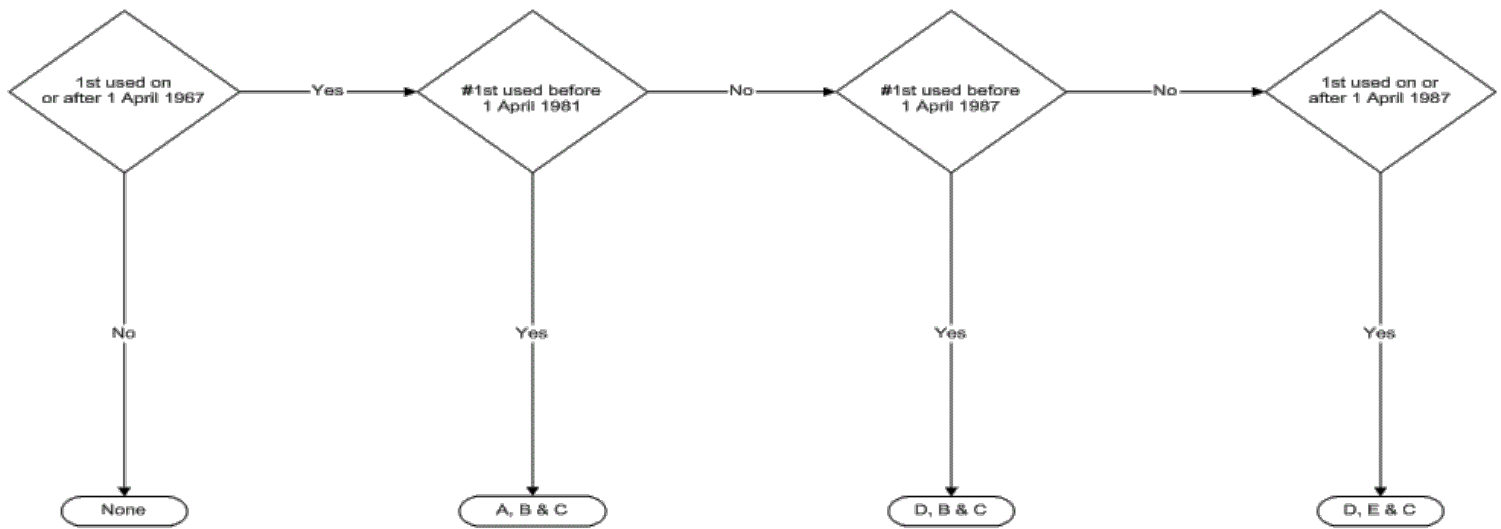 1st used on
or after 1 April 1967
Yes
#1st used before
1 April 1981
No
#1st used before
1 April 1987
No
1st used on or
after 1 April 1987
No
Yes
Yes
Yes
None
A, B & C
D, B & C
D, E & C